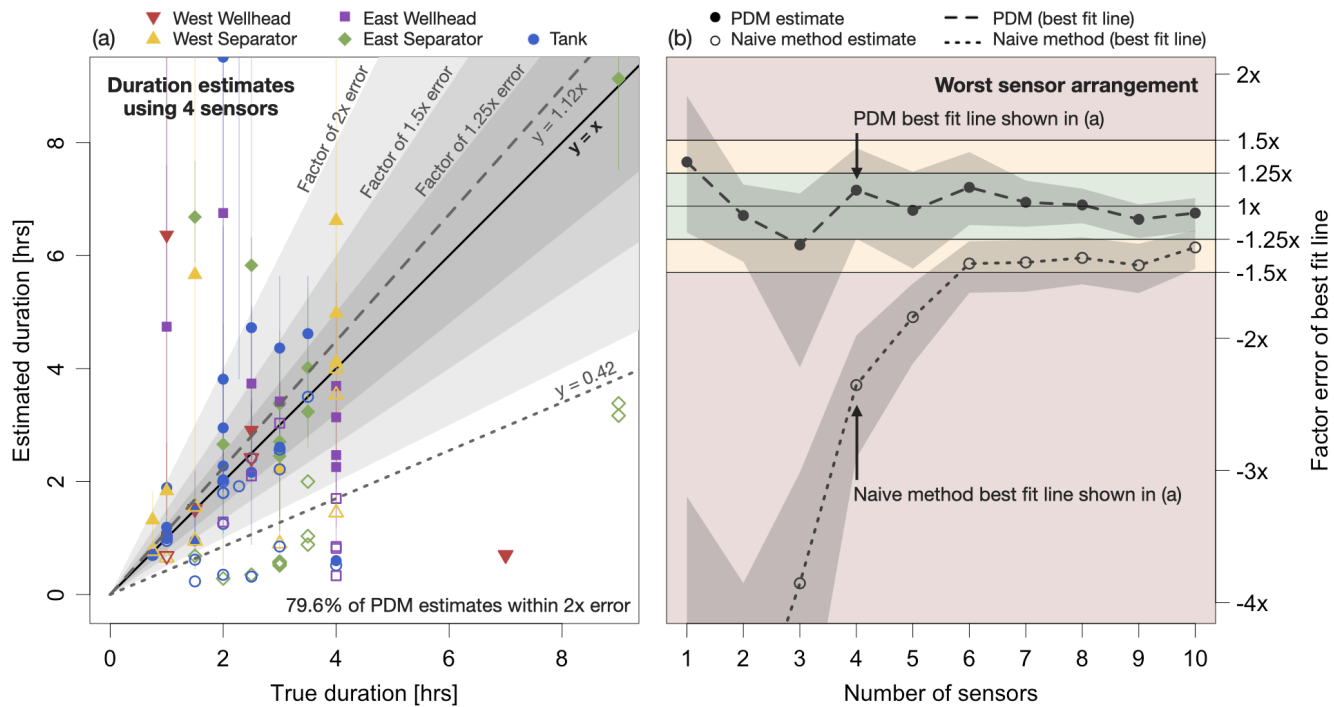 (a)
West Wellhead
East Wellhead
West Separator
East Separator
Tank
Duration estimates
using 4 sensors
Factor of 2x error
Factor of 1.5x error
Factor of 1.25x error
y = 1.12x
y = x
y = 0.42
79.6% of PDM estimates within 2x error
Estimated duration [hrs]
8
6
4
2
0
0
2
4
6
8
True duration [hrs]
(b)
PDM estimate
PDM (best fit line)
Naive method estimate
Naive method (best fit line)
Worst sensor arrangement
PDM best fit line shown in (a)
Naive method best fit line shown in (a)
2x
1.5x
1.25x
1x
-1.25x
-1.5x
-2x
-3x
-4x
Factor error of best fit line
1
2
3
4
5
6
7
8
9
10
Number of sensors